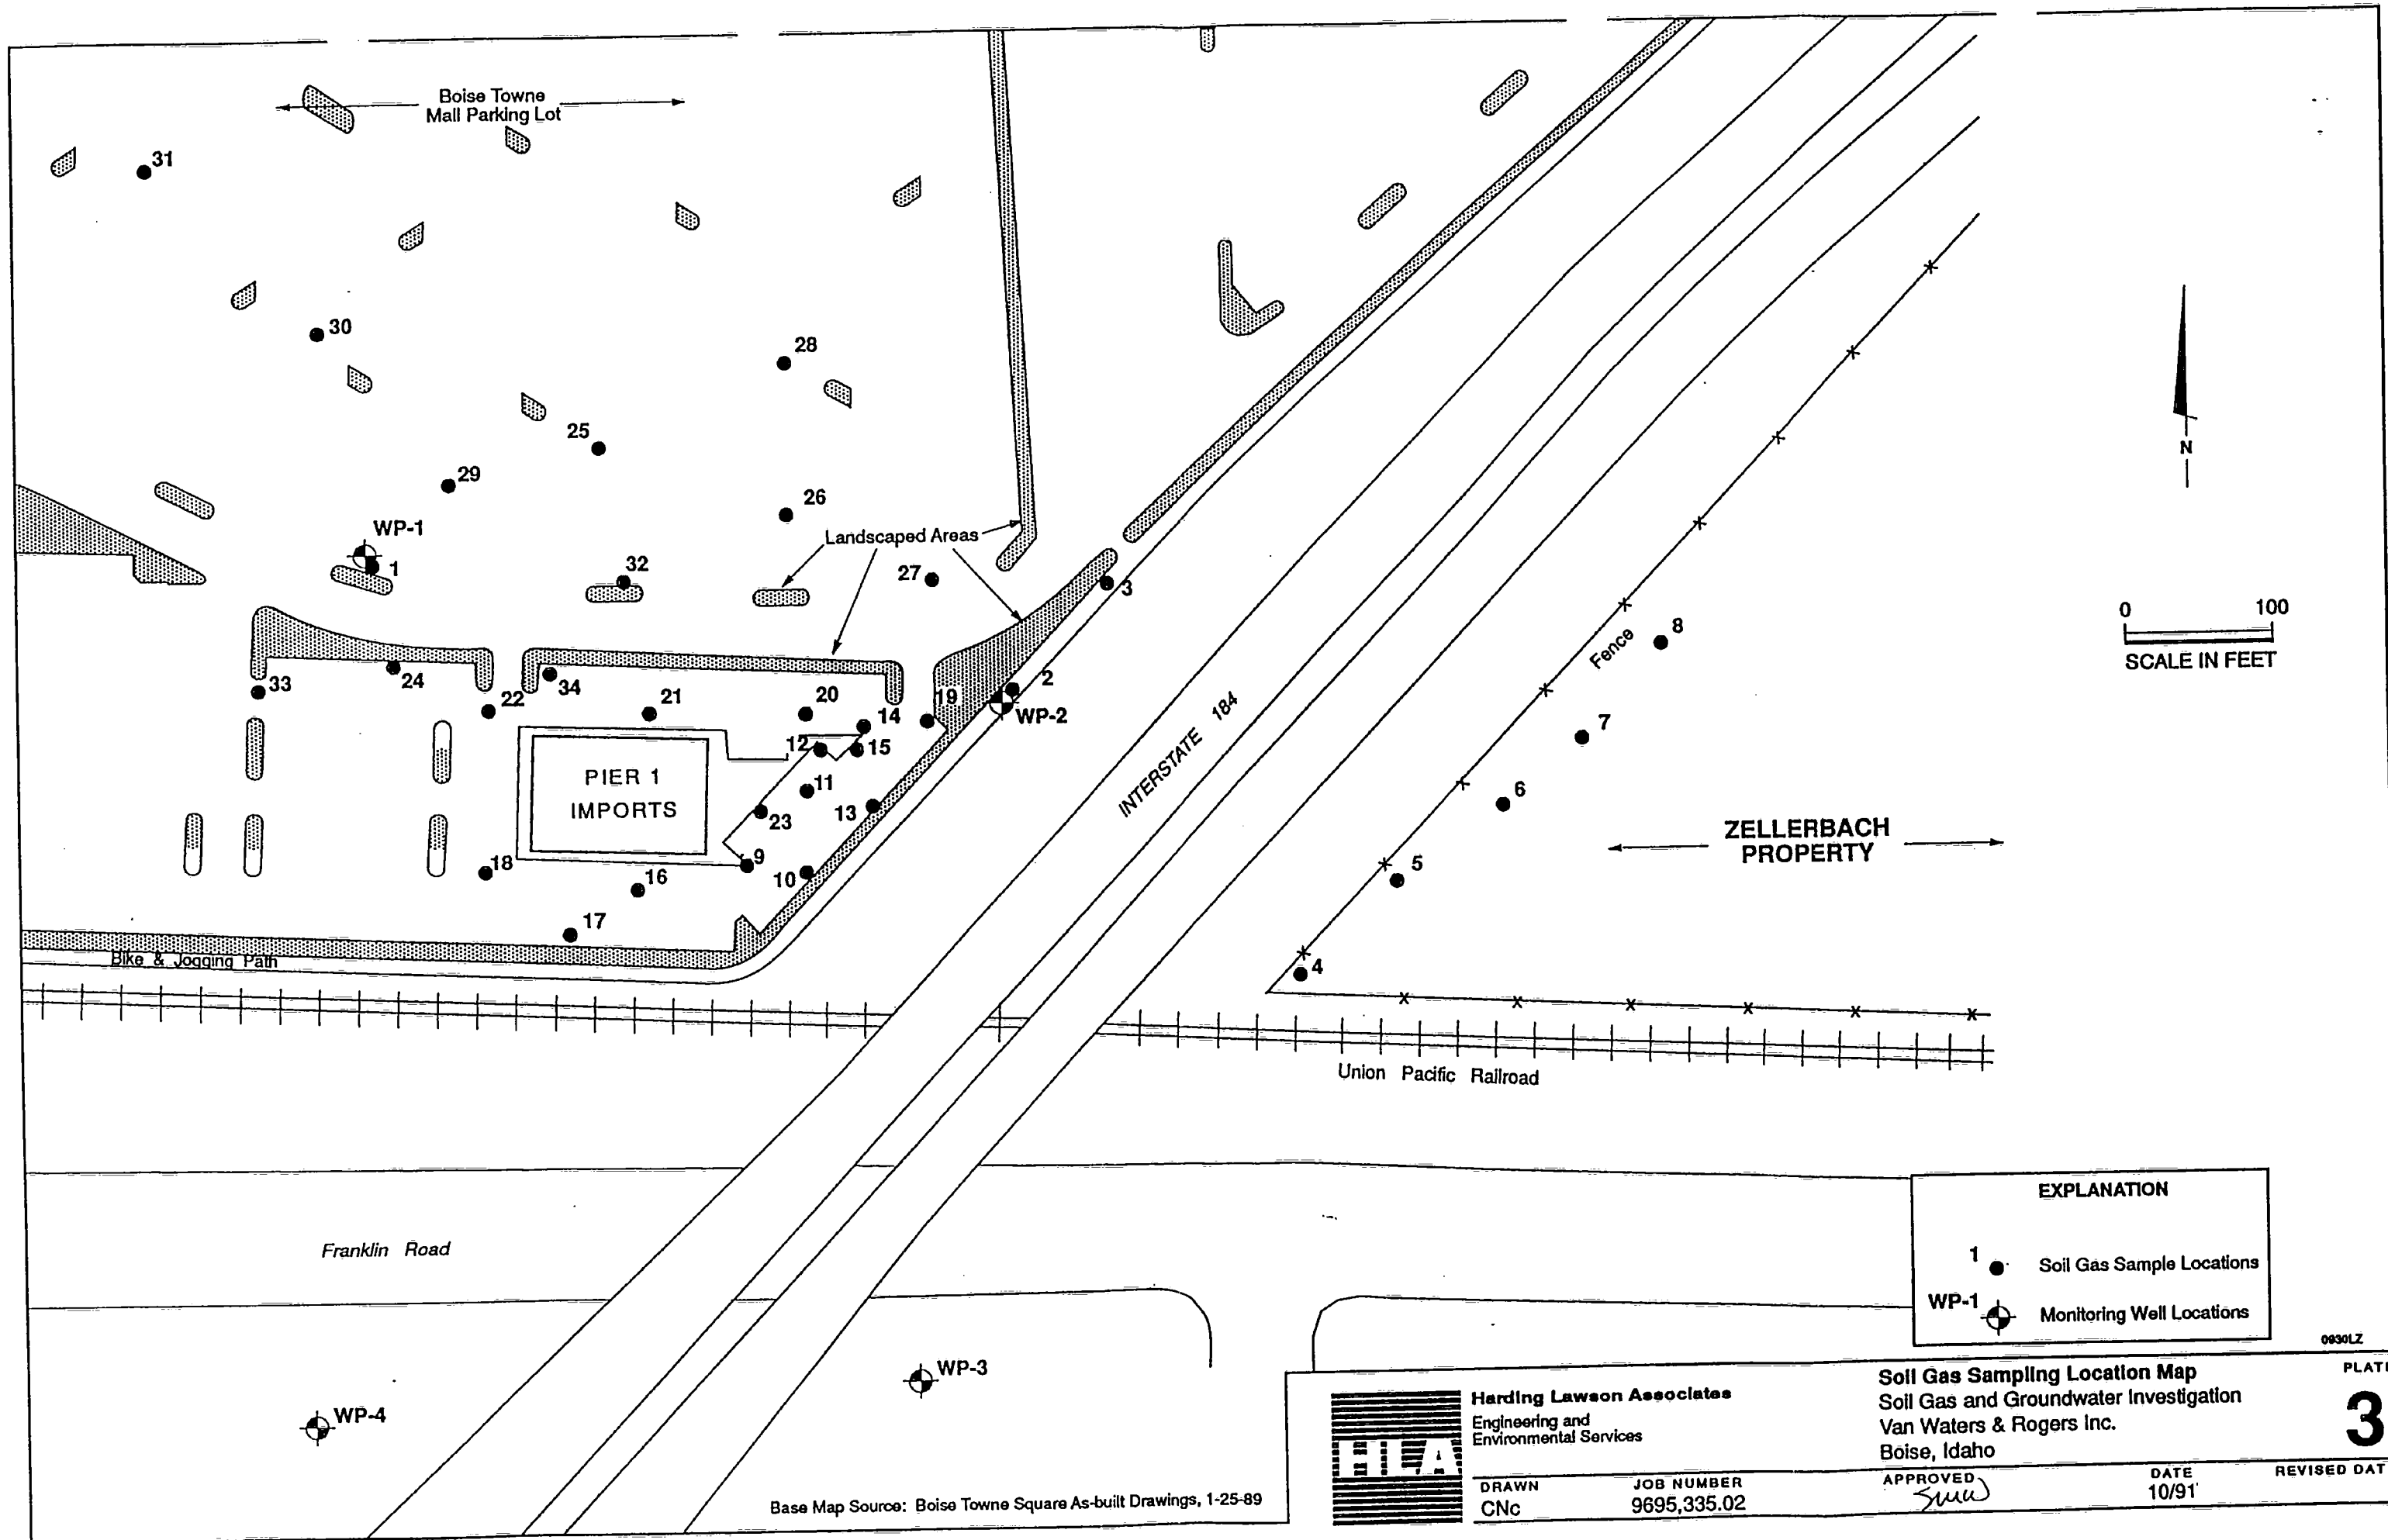 Boise Towne
Mall Parking Lot
31
30
28
25
29
26
WP-1
1
32
Landscaped Areas
27
3
33
24
22
34
21
20
14
19
2
WP-2
12
15
11
13
23
9
10
18
16
17
PIER 1
IMPORTS
Bike & Jogging Path
INTERSTATE 184
Fence
8
7
6
5
4
ZELLERBACH
PROPERTY
N
0 100
SCALE IN FEET
Union Pacific Railroad
Franklin Road
WP-3
WP-4
EXPLANATION
1 Soil Gas Sample Locations
WP-1 Monitoring Well Locations
0930LZ
Base Map Source: Boise Towne Square As-built Drawings, 1-25-89
HLA
Harding Lawson Associates
Engineering and
Environmental Services
Soil Gas Sampling Location Map
Soil Gas and Groundwater Investigation
Van Waters & Rogers Inc.
Boise, Idaho
PLATE
3
DRAWN
CNc
JOB NUMBER
9695,335.02
APPROVED
DATE
10/91
REVISED DAT